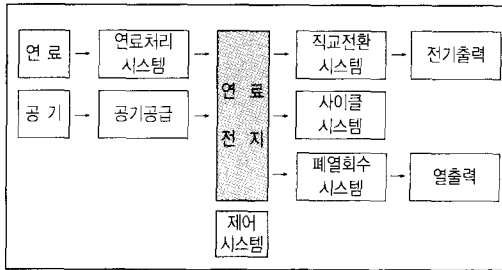 연 료
연료처리
시스템
직교전환
시스템
전기출력
공 기
공기공급
연 료
전 지
사이클
시스템
폐열회수
시스템
열출력
제어
시스템